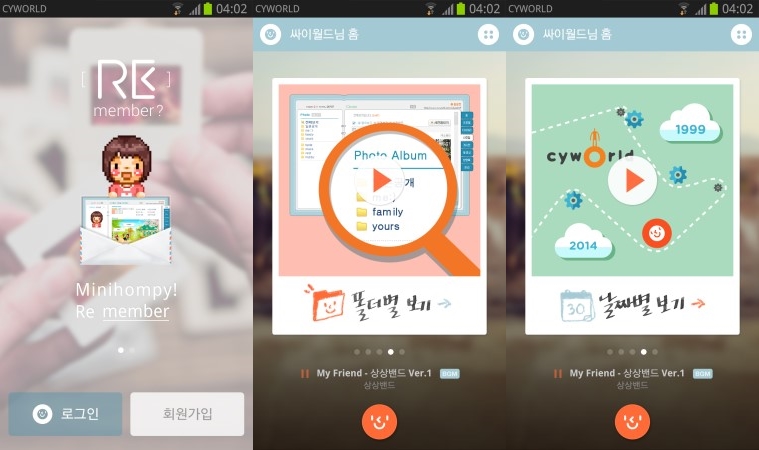 CYWORLD
04:02
[ RE ]
member?
Minihompy!
Re member
로그인
회원가입
04:02
싸이월드님 홈
Photo Album
개
family
yours
폴더별 보기
My Friend - 상상밴드 Ver.1 BGM
상상밴드
CYWORLD
04:02
싸이월드님 홈
1999
cyworld
2014
30
날짜별 보기
My Friend - 상상밴드 Ver.1 BGM
상상밴드